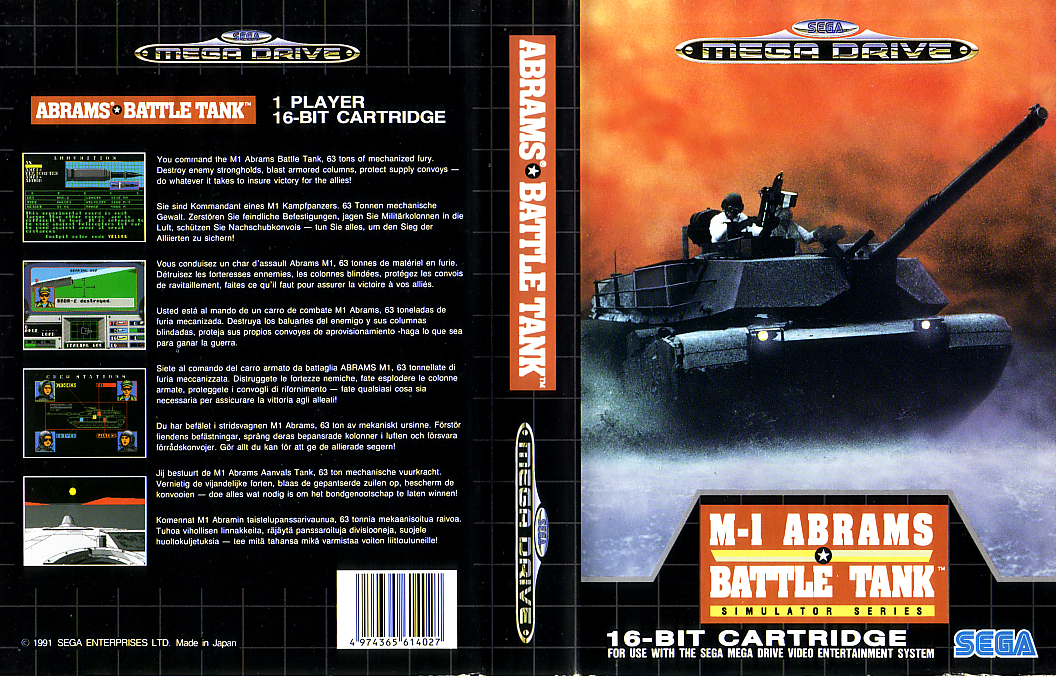 SEGA
MEGA DRIVE
ABRAMS® BATTLE TANK™
1 PLAYER
16-BIT CARTRIDGE
AMMUNITION
You command the M1 Abrams Battle Tank, 63 tons of mechanized fury.
Destroy enemy strongholds, blast armored columns, protect supply convoys —
do whatever it takes to insure victory for the allies!
Sie sind Kommandant eines M1 Kampfpanzers. 63 Tonnen mechanische
Gewalt. Zerstören Sie feindliche Befestigungen, jagen Sie Militärkolonnen in die
Luft, schützen Sie Nachschubkonvois — tun Sie alles, um den Sieg der
Alliierten zu sichern!
Vous conduisez un char d'assault Abrams M1, 63 tonnes de matériel en furie.
Détruisez les forteresses ennemies, les colonnes blindées, protégez les convois
de ravitaillement, faites ce qu'il faut pour assurer la victoire à vos alliés.
destroyed.
Usted está al mando de un carro de combate M1 Abrams, 63 toneladas de
furia mecanizada. Destruya los baluartes del enemigo y sus columnas
blindadas, proteja sus propios convoyes de aprovisionamiento -haga lo que sea
para ganar la guerra.
Siete al comando del carro armato da battaglia ABRAMS M1, 63 tonnellate di
furia meccanizzata. Distruggete le fortezze nemiche, fate esplodere le colonne
armate, proteggete i convogli di rifornimento — fate qualsiasi cosa sia
necessaria per assicurare la vittoria agli alleati!
CREW STATIONS
Du har befälet i stridsvagnen M1 Abrams, 63 ton av mekaniskt ursinne. Förstör
fiendens befästningar, spräng deras bepansrade kolonner i luften och försvara
förrådskonvojer. Gör allt du kan för att ge de allierade segern!
Jij bestuurt de M1 Abrams Aanvals Tank, 63 ton mechanische vuurkracht.
Vernietig de vijandelijke forten, blaas de gepantserde zuilen op, bescherm de
konvooien — doe alles wat nodig is om het bondgenootschap te laten winnen!
Komennat M1 Abramin taistelupanssarivaunua, 63 tonnia mekaanisoitua raivoa.
Tuhoa vihollisen linnakkeita, räjäytä panssaroituja divisiooneja, suojele
huoltokuljetuksia — tee mitä tahansa mikä varmistaa voiton liittoutuneille!
4 974365 614027
© 1991 SEGA ENTERPRISES LTD. Made in Japan
ABRAMS® BATTLE TANK™
SEGA
MEGA DRIVE
SEGA
MEGA DRIVE
M-1 ABRAMS
BATTLE TANK™
SIMULATOR SERIES
16-BIT CARTRIDGE
FOR USE WITH THE SEGA MEGA DRIVE VIDEO ENTERTAINMENT SYSTEM
SEGA